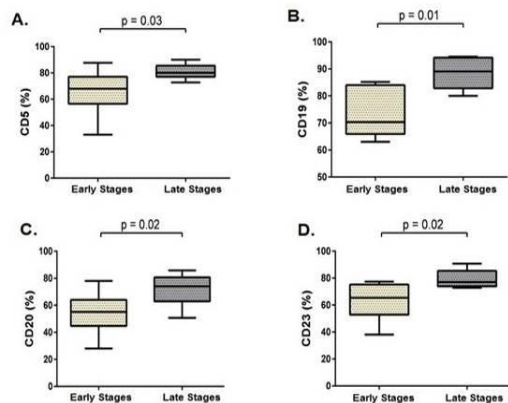 A.
p = 0.03
CD5 (%)
100
80
60
40
20
0
Early Stages
Late Stages
B.
p = 0.01
CD19 (%)
100
90
80
70
60
50
Early Stages
Late Stages
C.
p = 0.02
CD20 (%)
100
80
60
40
20
0
Early Stages
Late Stages
D.
p = 0.02
CD23 (%)
100
80
60
40
20
0
Early Stages
Late Stages